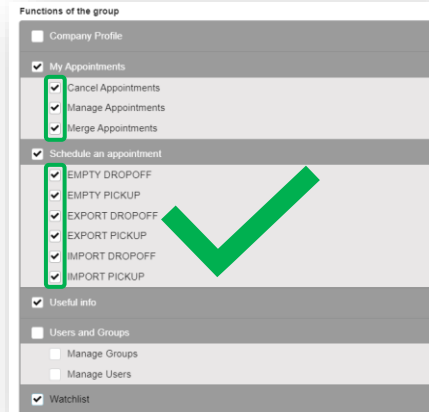 Functions of the group
Company Profile
My Appointments
Cancel Appointments
Manage Appointments
Merge Appointments
Schedule an appointment
EMPTY DROPOFF
EMPTY PICKUP
EXPORT DROPOFF
EXPORT PICKUP
IMPORT DROPOFF
IMPORT PICKUP
Useful info
Users and Groups
Manage Groups
Manage Users
Watchlist